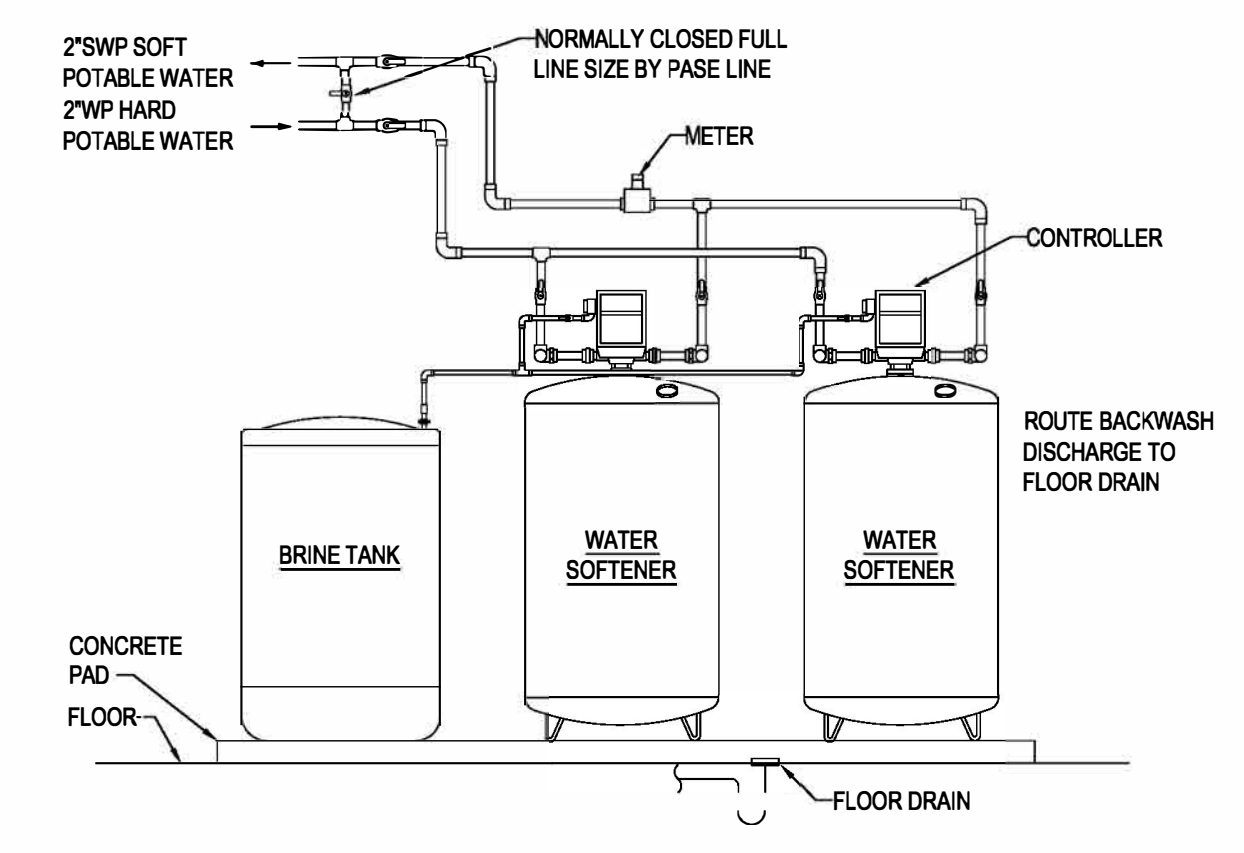 2"SWP SOFT
POTABLE WATER
2"WP HARD
POTABLE WATER
NORMALLY CLOSED FULL
LINE SIZE BY PASE LINE
METER
CONTROLLER
ROUTE BACKWASH
DISCHARGE TO
FLOOR DRAIN
BRINE TANK
WATER
SOFTENER
WATER
SOFTENER
CONCRETE
PAD
FLOOR
FLOOR DRAIN